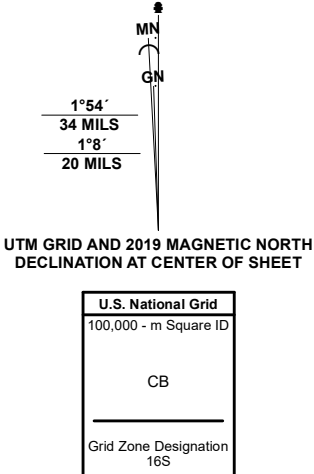 MN
GN
1°54´
34 MILS
1°8´
20 MILS
UTM GRID AND 2019 MAGNETIC NORTH
DECLINATION AT CENTER OF SHEET
U.S. National Grid
100,000 - m Square ID
CB
Grid Zone Designation
16S